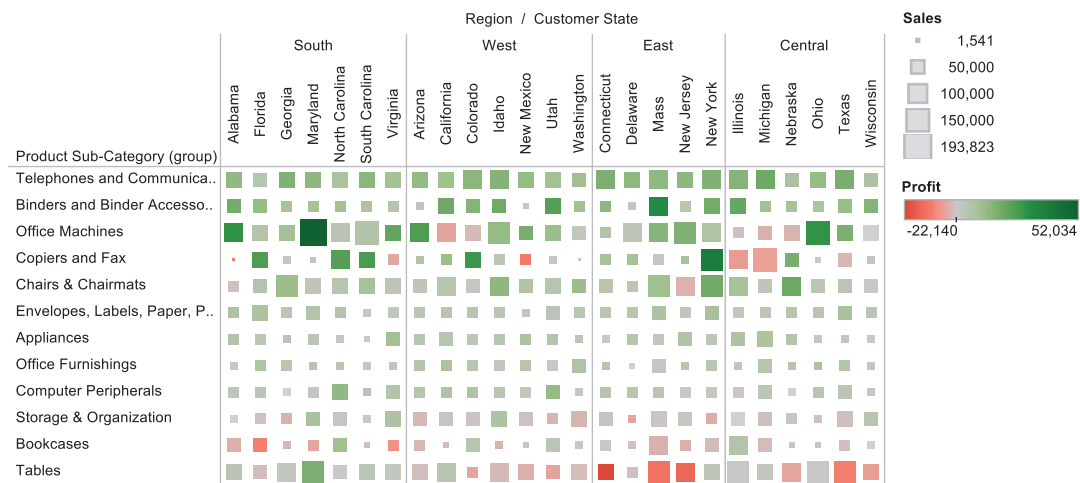 Region / Customer State
South West East Central
Alabama
Florida
Georgia
Maryland
North Carolina
South Carolina
Virginia
Arizona
California
Colorado
Idaho
New Mexico
Utah
Washington
Connecticut
Delaware
Mass
New Jersey
New York
Illinois
Michigan
Nebraska
Ohio
Texas
Wisconsin
Product Sub-Category (group)
Telephones and Communica..
Binders and Binder Accesso..
Office Machines
Copiers and Fax
Chairs & Chairmats
Envelopes, Labels, Paper, P..
Appliances
Office Furnishings
Computer Peripherals
Storage & Organization
Bookcases
Tables
Sales
1,541
50,000
100,000
150,000
193,823
Profit
-22,140 52,034